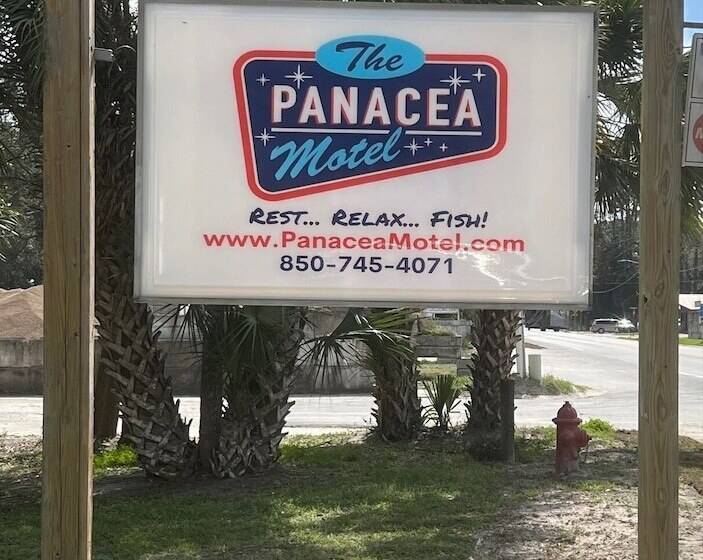 The
PANACEA
Motel
REST... RELAX... FISH!
www.PanaceaMotel.com
850-745-4071